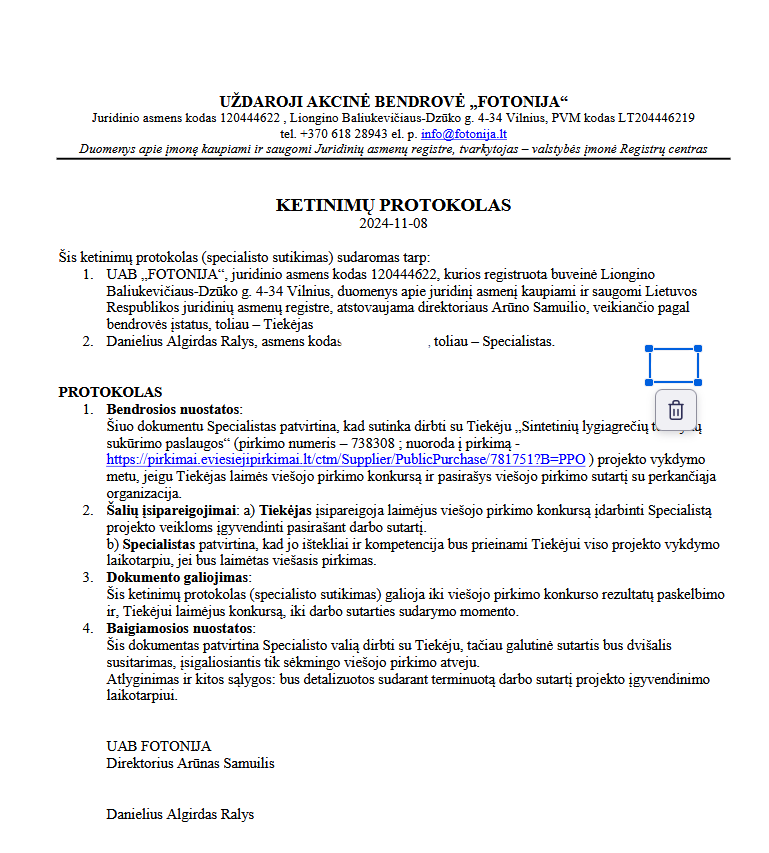 UŽDAROJI AKCINĖ BENDROVĖ „FOTONIJA“
Juridinio asmens kodas 120444622 , Liongino Baliukevičiaus-Dzūko g. 4-34 Vilnius, PVM kodas LT204446219
tel. +370 618 28943 el. p. info@fotonija.lt
Duomenys apie įmonę kaupiami ir saugomi Juridinių asmenų registre, tvarkytojas – valstybės įmonė Registrų centras
KETINIMŲ PROTOKOLAS
2024-11-08
Šis ketinimų protokolas (specialisto sutikimas) sudaromas tarp:
1. UAB „FOTONIJA“, juridinio asmens kodas 120444622, kurios registruota buveinė Liongino
Baliukevičiaus-Dzūko g. 4-34 Vilnius, duomenys apie juridinį asmenį kaupiami ir saugomi Lietuvos
Respublikos juridinių asmenų registre, atstovaujama direktoriaus Arūno Samuilio, veikiančio pagal
bendrovės įstatus, toliau – Tiekėjas
2. Danielius Algirdas Ralys, asmens kodas , toliau – Specialistas.
PROTOKOLAS
1. Bendrosios nuostatos:
Šiuo dokumentu Specialistas patvirtina, kad sutinka dirbti su Tiekėju „Sintetinių lygiagrečių
sukūrimo paslaugos“ (pirkimo numeris – 738308 ; nuoroda į pirkimą -
https://pirkimai.eviesiejipirkimai.lt/ctm/Supplier/PublicPurchase/781751?B=PPO ) projekto vykdymo
metu, jeigu Tiekėjas laimės viešojo pirkimo konkursą ir pasirašys viešojo pirkimo sutartį su perkančiąja
organizacija.
2. Šalių įsipareigojimai: a) Tiekėjas įsipareigoja laimėjus viešojo pirkimo konkursą įdarbinti Specialistą
projekto veikloms įgyvendinti pasirašant darbo sutartį.
b) Specialistas patvirtina, kad jo ištekliai ir kompetencija bus prieinami Tiekėjui viso projekto vykdymo
laikotarpiu, jei bus laimėtas viešasis pirkimas.
3. Dokumento galiojimas:
Šis ketinimų protokolas (specialisto sutikimas) galioja iki viešojo pirkimo konkurso rezultatų paskelbimo
ir, Tiekėjui laimėjus konkursą, iki darbo sutarties sudarymo momento.
4. Baigiamosios nuostatos:
Šis dokumentas patvirtina Specialisto valią dirbti su Tiekėju, tačiau galutinė sutartis bus dvišalis
susitarimas, įsigaliosiantis tik sėkmingo viešojo pirkimo atveju.
Atlyginimas ir kitos sąlygos: bus detalizuotos sudarant terminuotą darbo sutartį projekto įgyvendinimo
laikotarpiui.
UAB FOTONIJA
Direktorius Arūnas Samuilis
Danielius Algirdas Ralys